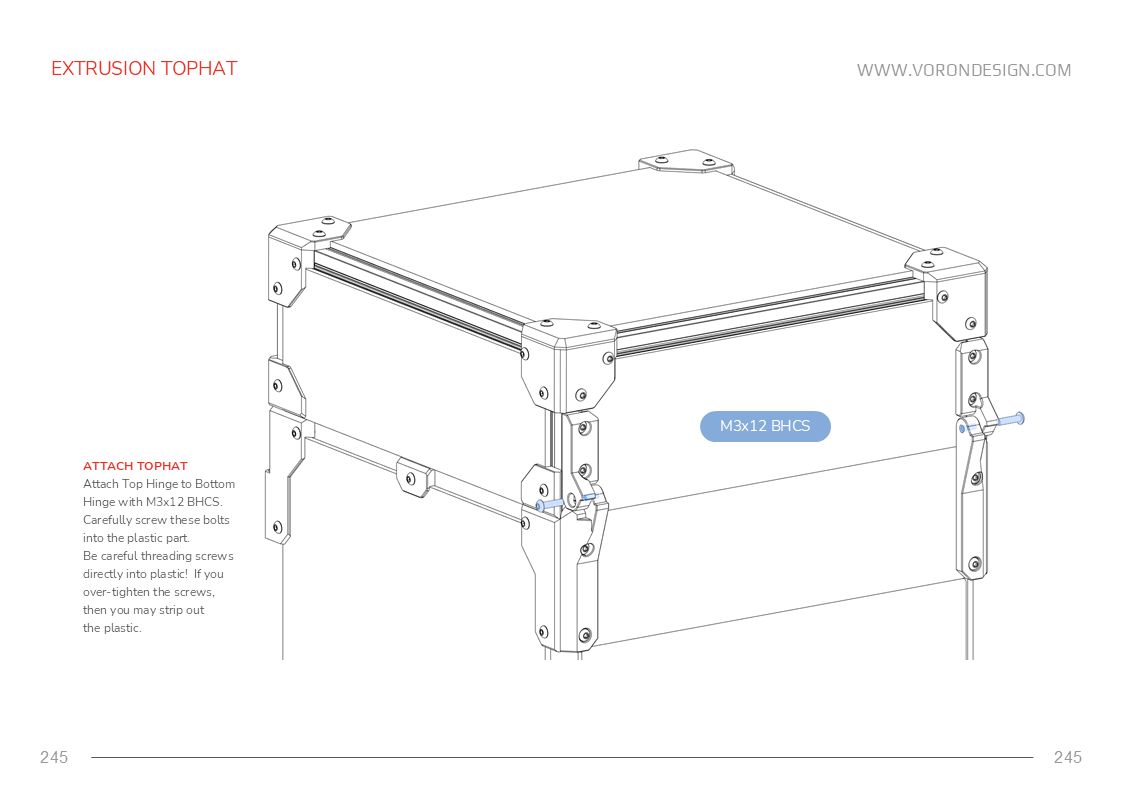 EXTRUSION TOPHAT
WWW.VORONDESIGN.COM
M3x12 BHCS
ATTACH TOPHAT
Attach Top Hinge to Bottom
Hinge with M3x12 BHCS.
Carefully screw these bolts
into the plastic part.
Be careful threading screws
directly into plastic!  If you
over-tighten the screws,
then you may strip out
the plastic.
245
245